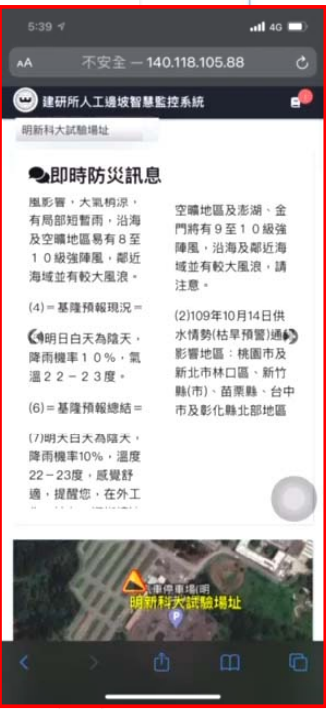 5:39
4G
AA
不安全 — 140.118.105.88
建研所人工邊坡智慧監控系統
明新科大試驗場址
即時防災訊息
風影響，大氣稍涼，
有局部短暫雨，沿海
及空曠地區易有８至
１０級強陣風，鄰近
海域並有較大風浪。
(4)＝基隆預報現況＝
明日白天為陰天，
降雨機率１０％，氣
溫２２－２３度。
(6)＝基隆預報總結＝
(7)明天白天為陰天，
降雨機率10%，溫度
22－23度，感覺舒
適，提醒您，在外工
空曠地區及澎湖、金
門將有９至１０級強
陣風，沿海及鄰近海
域並有較大風浪，請
注意。
(2)109年10月14日供
水情勢(枯旱預警)通
影響地區：桃園市及
新北市林口區、新竹
縣(市)、苗栗縣、台中
市及彰化縣北部地區
車停車場(明
明新科大試驗場址
P